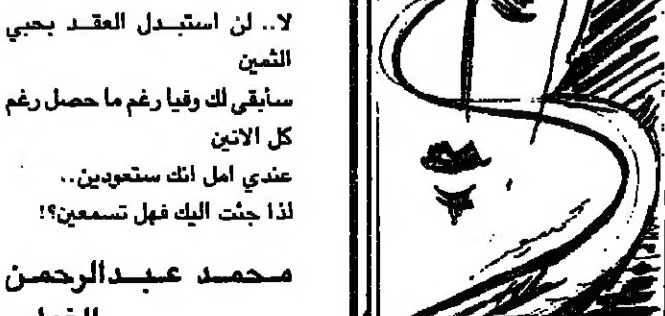 لا.. لن استبدل العقد بحبي
الثمين
سأبقى لك وفيا رغم ما حصل رغم
كل الانين
عندي امل انك ستعودين..
لذا جئت اليك فهل تسمعين؟!
محمد عبدالرحمن